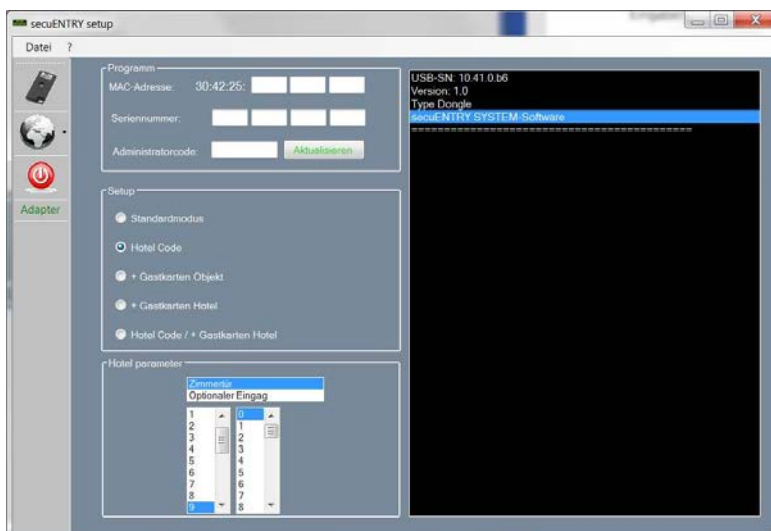 secuENTRY setup
Datei ?
Adapter
Programm
MAC-Adresse: 30:42:25:
Seriennummer:
Administratorcode: Aktualisieren
Setup
Standardmodus
Hotel Code
+ Gastkarten Objekt
+ Gastkarten Hotel
Hotel Code / + Gastkarten Hotel
Hotel parameter
Zimmertür
Optionaler Eingag
1
2
3
4
5
6
7
8
9
0
1
2
3
4
5
6
7
8
USB-SN: 10.41.0.b6
Version: 1.0
Type Dongle
secuENTRY SYSTEM-Software
===========================================